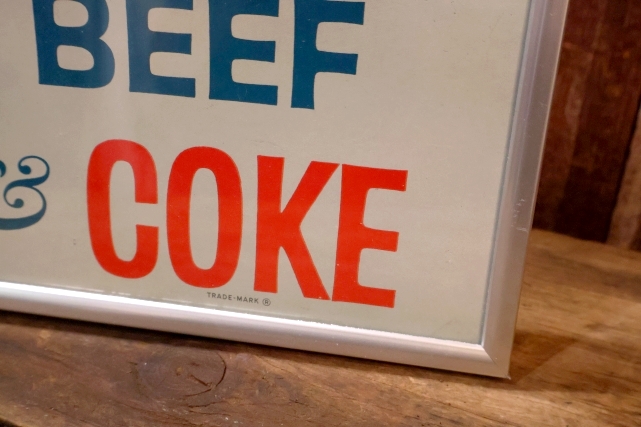 BEEF
& COKE
TRADE-MARK ®